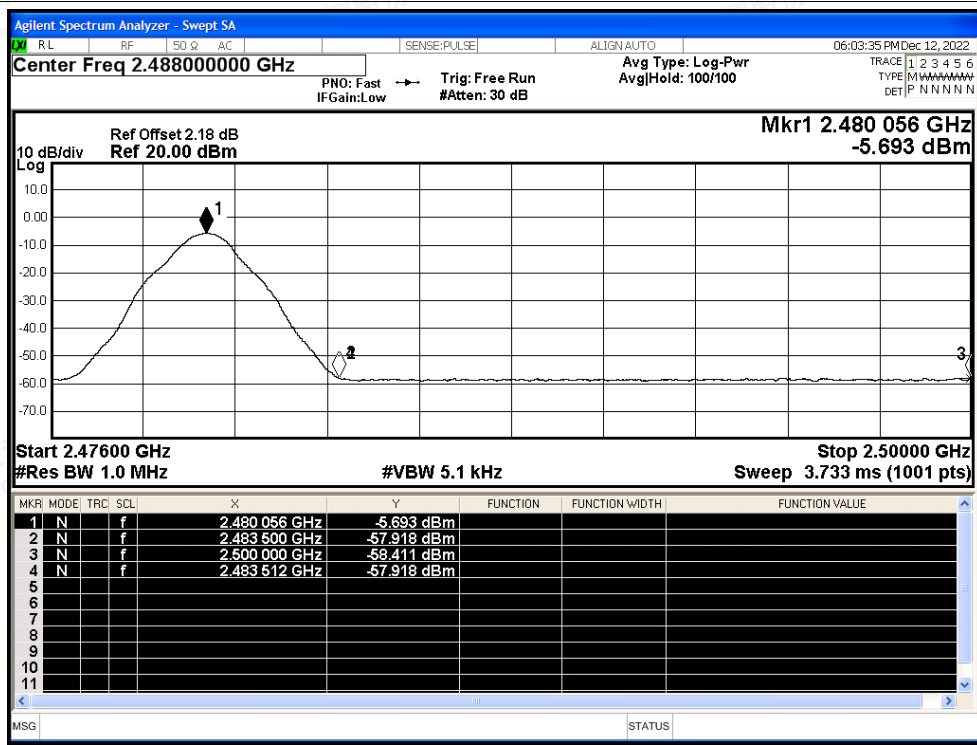 Agilent Spectrum Analyzer - Swept SA
LXI RL RF 50 Ω AC SENSE:PULSE ALIGN AUTO 06:03:35 PM Dec 12, 2022
Center Freq 2.488000000 GHz
PNO: Fast
IFGain:Low
Trig: Free Run
#Atten: 30 dB
Avg Type: Log-Pwr
Avg|Hold: 100/100
TRACE 1 2 3 4 5 6
TYPE M WWWWW
DET P N N N N N
Mkr1 2.480 056 GHz
-5.693 dBm
Ref Offset 2.18 dB
10 dB/div Ref 20.00 dBm
Log
10.0
0.00
-10.0
-20.0
-30.0
-40.0
-50.0
-60.0
-70.0
1
3
Start 2.47600 GHz Stop 2.50000 GHz
#Res BW 1.0 MHz #VBW 5.1 kHz Sweep 3.733 ms (1001 pts)
MKR MODE TRC SCL X Y FUNCTION FUNCTION WIDTH FUNCTION VALUE
1 N f 2.480 056 GHz -5.693 dBm
2 N f 2.483 500 GHz -57.918 dBm
3 N f 2.500 000 GHz -58.411 dBm
4 N f 2.483 512 GHz -57.918 dBm
5
6
7
8
9
10
11
MSG STATUS